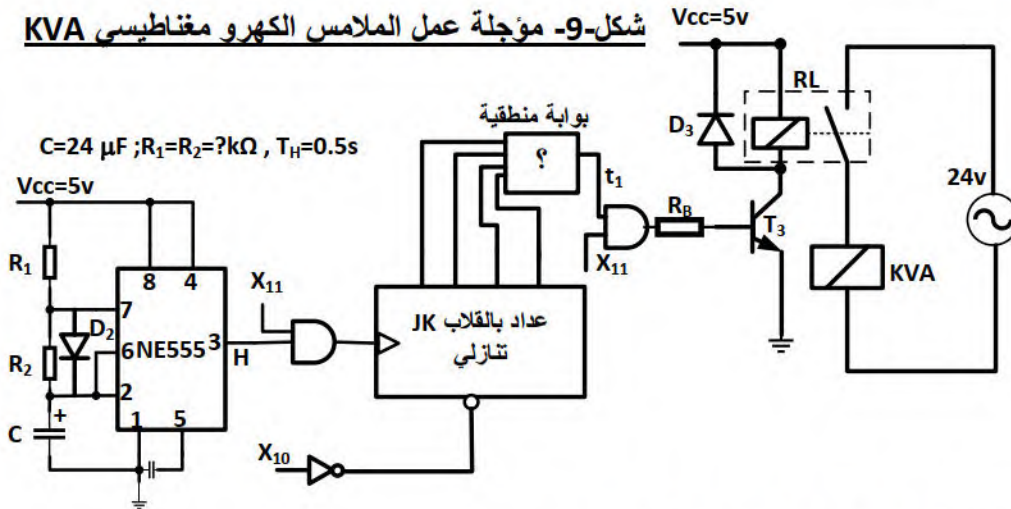 شكل-9- مؤجلة عمل الملامس الكهرو مغناطيسي KVA
Vcc=5v
RL
D3
بوابة منطقية
؟
t1
C=24 µF ;R1=R2=?kΩ , TH=0.5s
Vcc=5v
24v
RB
T3
X11
KVA
R1
8
4
X11
7
D2
عداد بالقلاب JK
تنازلي
6
NE555
3
H
R2
2
1
5
C
+
X10